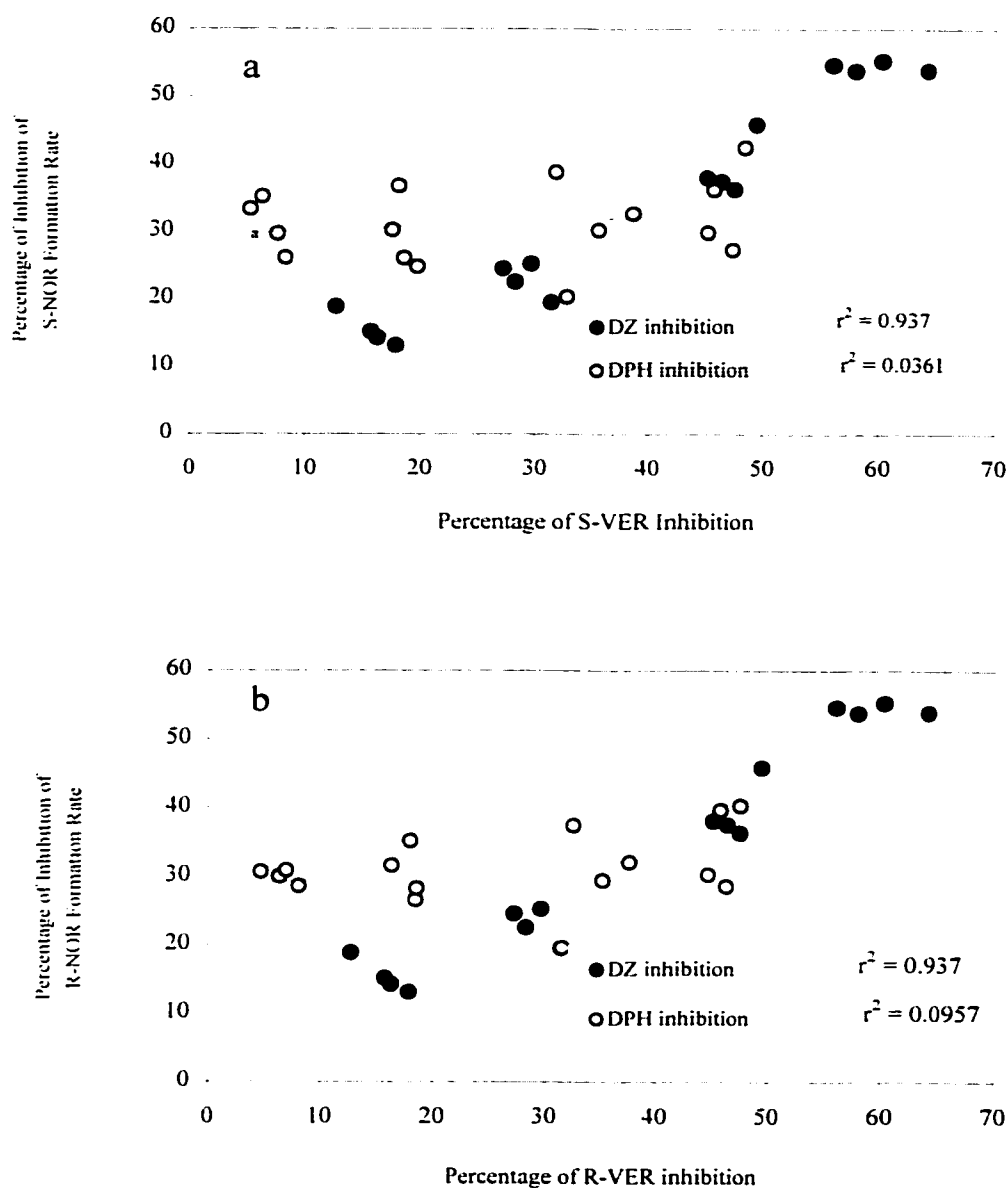 60
a
50
40
30
20
10
0
Percentage of Inhibition of
S-NOR Formation Rate
DZ inhibition r² = 0.937
DPH inhibition r² = 0.0361
0 10 20 30 40 50 60 70
Percentage of S-VER Inhibition
60
b
50
40
30
20
10
0
Percentage of Inhibition of
R-NOR Formation Rate
DZ inhibition r² = 0.937
DPH inhibition r² = 0.0957
0 10 20 30 40 50 60 70
Percentage of R-VER inhibition